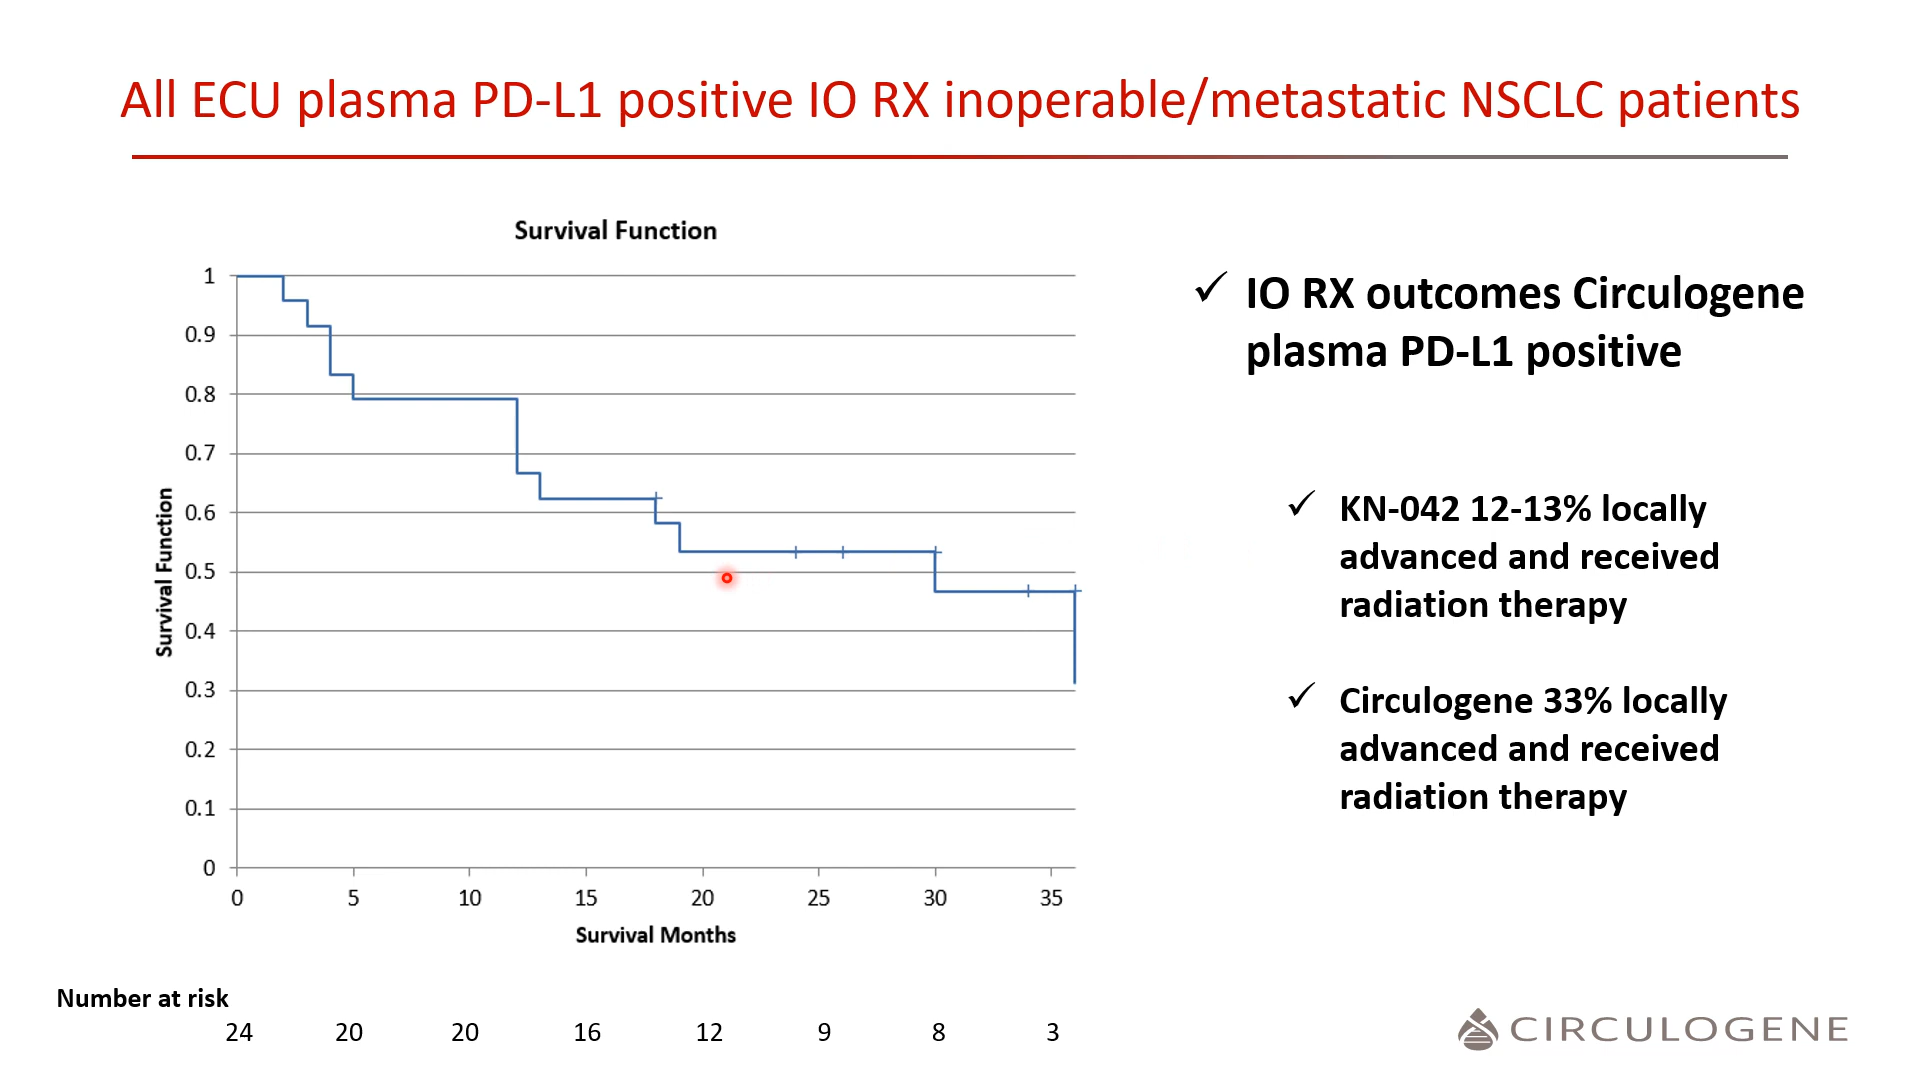 All ECU plasma PD-L1 positive IO RX inoperable/metastatic NSCLC patients
Survival Function
1
0.9
0.8
0.7
0.6
0.5
0.4
0.3
0.2
0.1
0
Survival Function
0 5 10 15 20 25 30 35
Survival Months
Number at risk
24 20 20 16 12 9 8 3
✓ IO RX outcomes Circulogene
plasma PD-L1 positive
✓ KN-042 12-13% locally
advanced and received
radiation therapy
✓ Circulogene 33% locally
advanced and received
radiation therapy
CIRCULOGENE